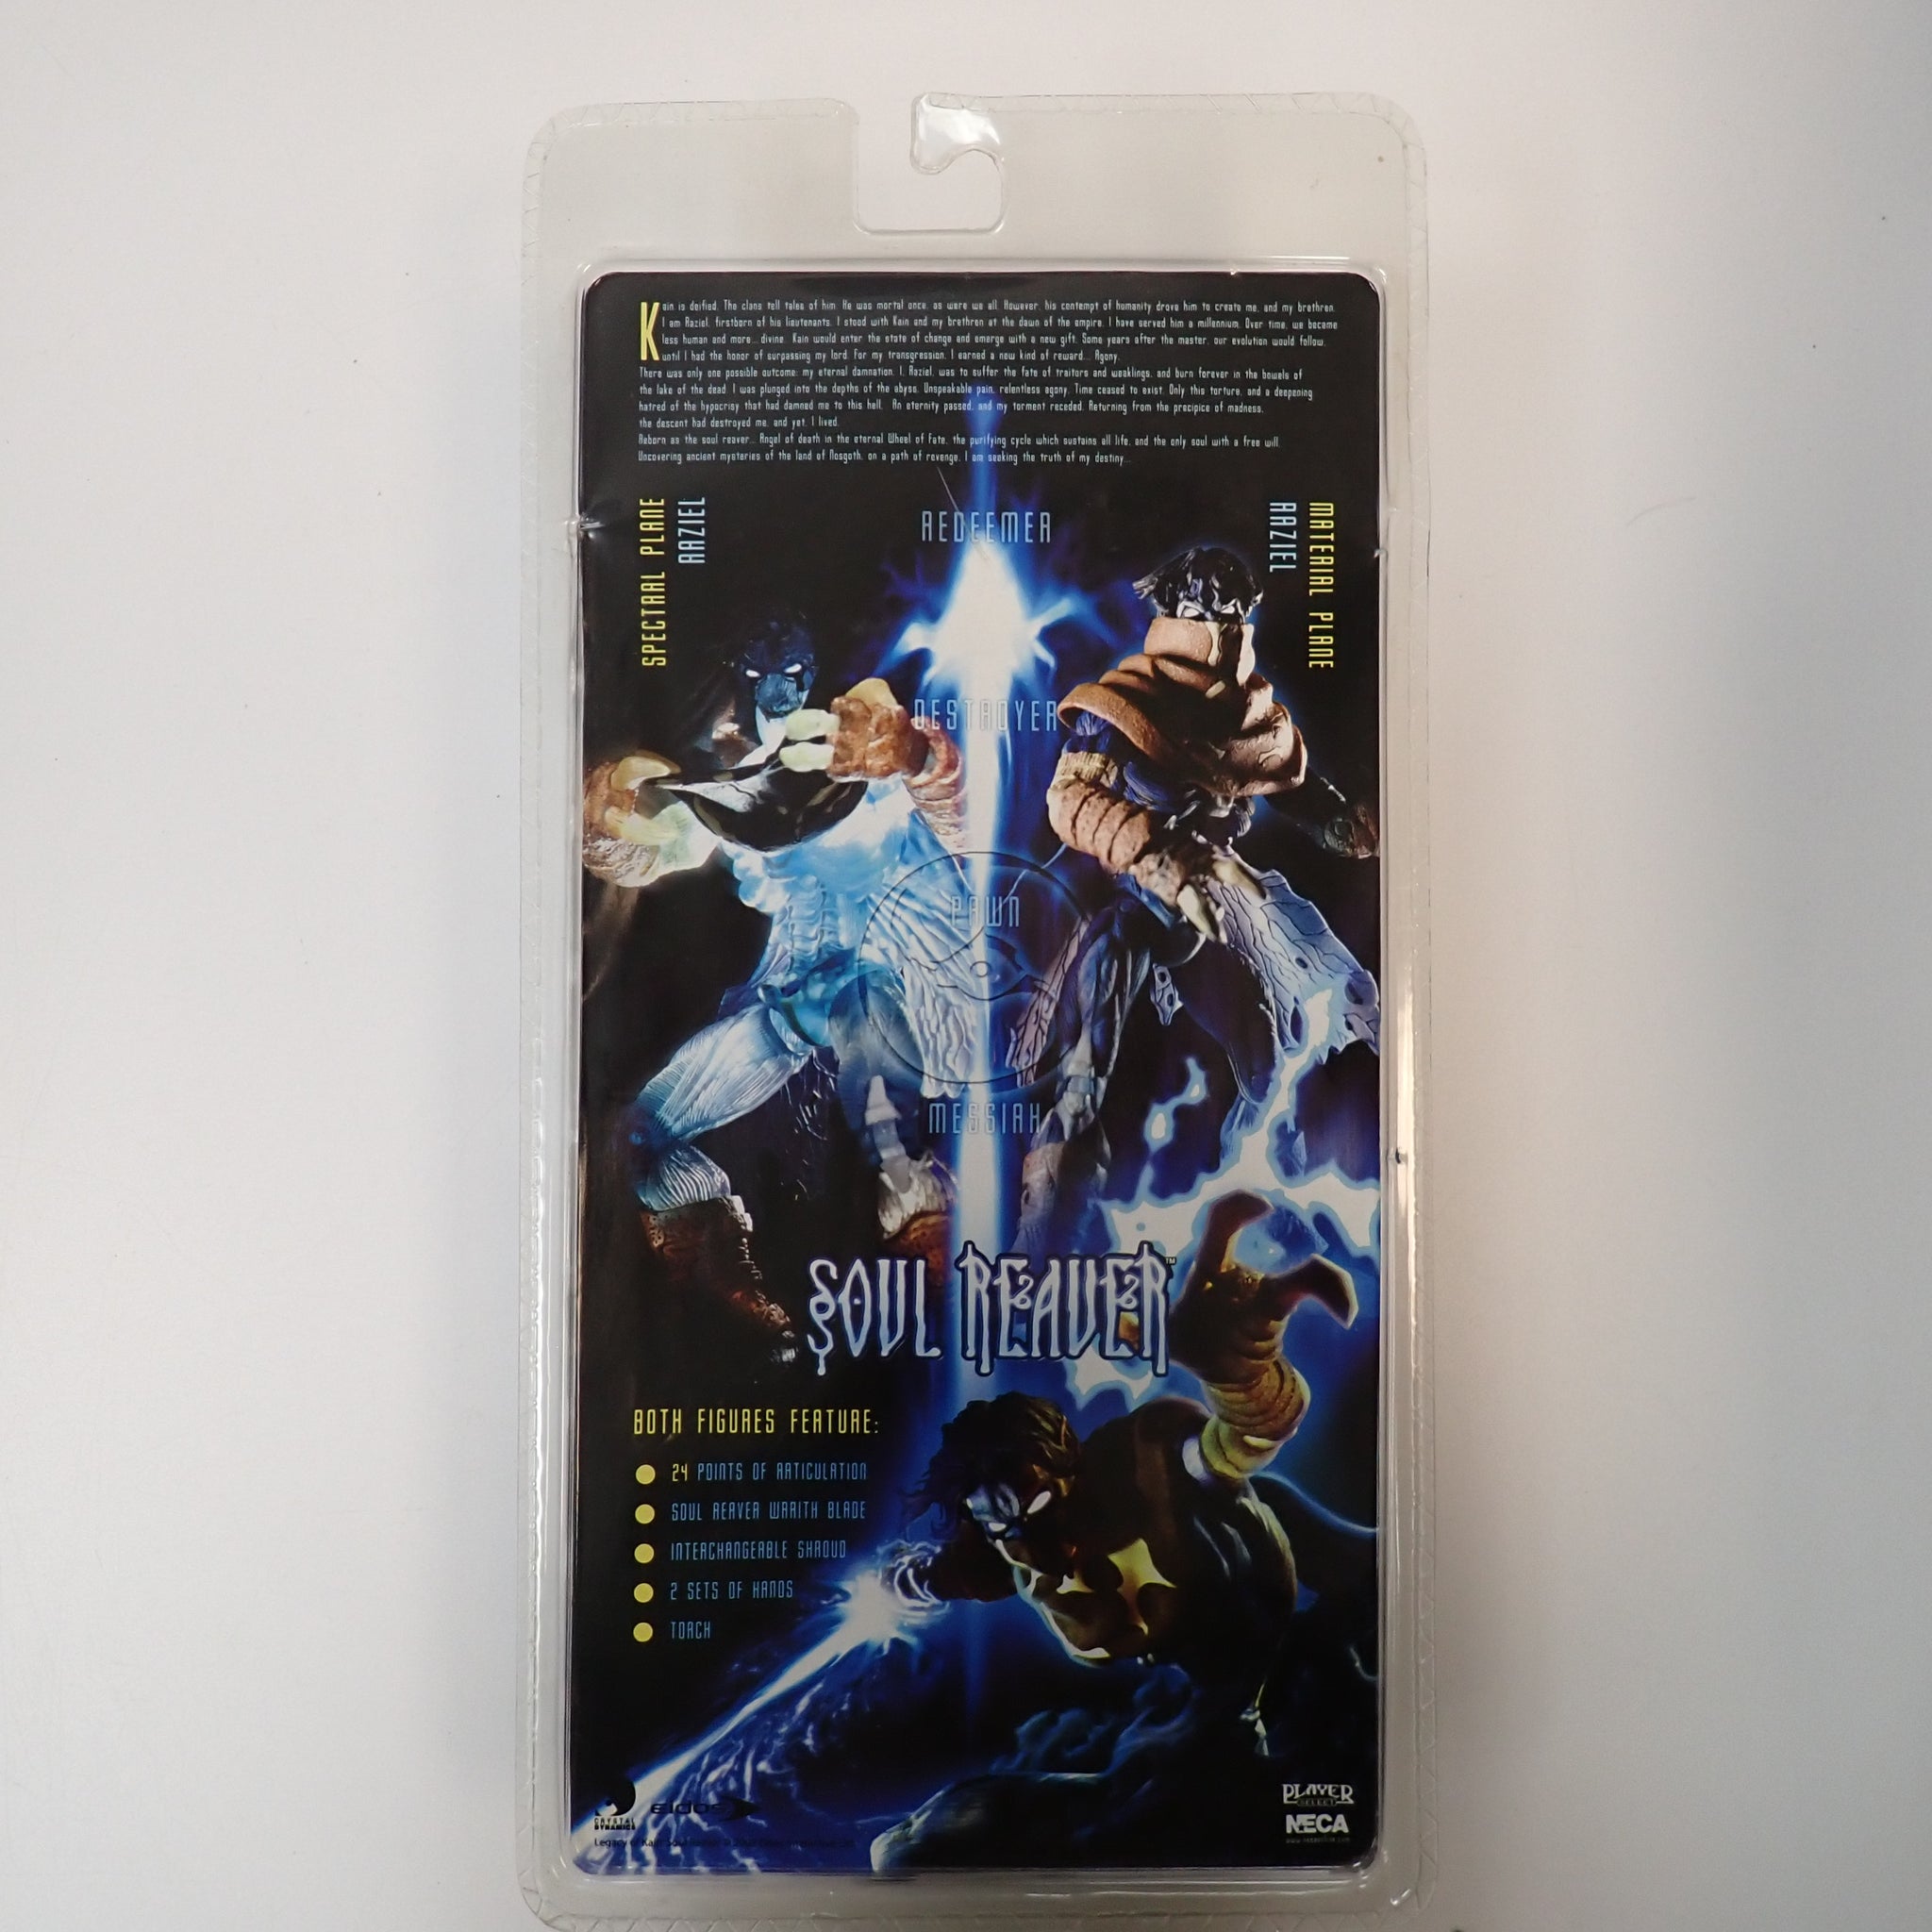 Kain is deified. The clans tell tales of him. He was mortal once, as were we all. However, his contempt of humanity drove him to create me, and my brethren.
I am Raziel, firstborn of his lieutenants. I stood with Kain and my brethren at the dawn of the empire. I have served him a millennium. Over time, we became
less human and more... divine. Kain would enter the state of change and emerge with a new gift. Some years after the master, our evolution would follow,
until I had the honor of surpassing my lord. For my transgression, I earned a new kind of reward... Agony.
There was only one possible outcome: my eternal damnation. I, Raziel, was to suffer the fate of traitors and weaklings, and burn forever in the bowels of
the lake of the dead. I was plunged into the depths of the abyss. Unspeakable pain, relentless agony. Time ceased to exist. Only this torture, and a deepening
hatred of the hypocrisy that had damned me to this hell. An eternity passed, and my torment receded. Returning from the precipice of madness,
the descent had destroyed me, and yet, I lived.
Reborn as the soul reaver... Angel of death in the eternal Wheel of Fate, the purifying cycle which sustains all life, and the only soul with a free will.
Uncovering ancient mysteries of the land of Nosgoth, on a path of revenge, I am seeking the truth of my destiny...
SPECTRAL PLANE
RAZIEL
MATERIAL PLANE
RAZIEL
REDEEMER
DESTROYER
PAWN
MESSIAH
SOUL REAVER™
BOTH FIGURES FEATURE:
24 POINTS OF ARTICULATION
SOUL REAVER WRAITH BLADE
INTERCHANGEABLE SHROUD
2 SETS OF HANDS
TORCH
CRYSTAL
DYNAMICS
eidos
PLAYER
SELECT
NECA
Legacy of Kain